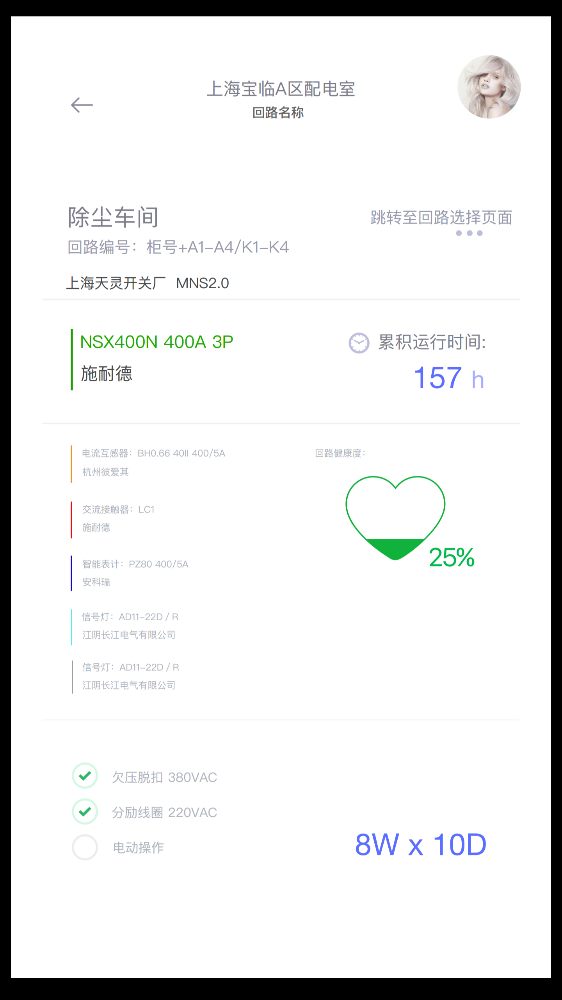 上海宝临A区配电室
回路名称
除尘车间
跳转至回路选择页面
回路编号：柜号+A1-A4/K1-K4
上海天灵开关厂 MNS2.0
NSX400N 400A 3P
施耐德
累积运行时间:
157 h
电流互感器：BH0.66 40II 400/5A
杭州彼爱其
回路健康度：
交流接触器：LC1
施耐德
25%
智能表计：PZ80 400/5A
安科瑞
信号灯：AD11-22D / R
江阴长江电气有限公司
信号灯：AD11-22D / R
江阴长江电气有限公司
欠压脱扣 380VAC
分励线圈 220VAC
电动操作
8W x 10D